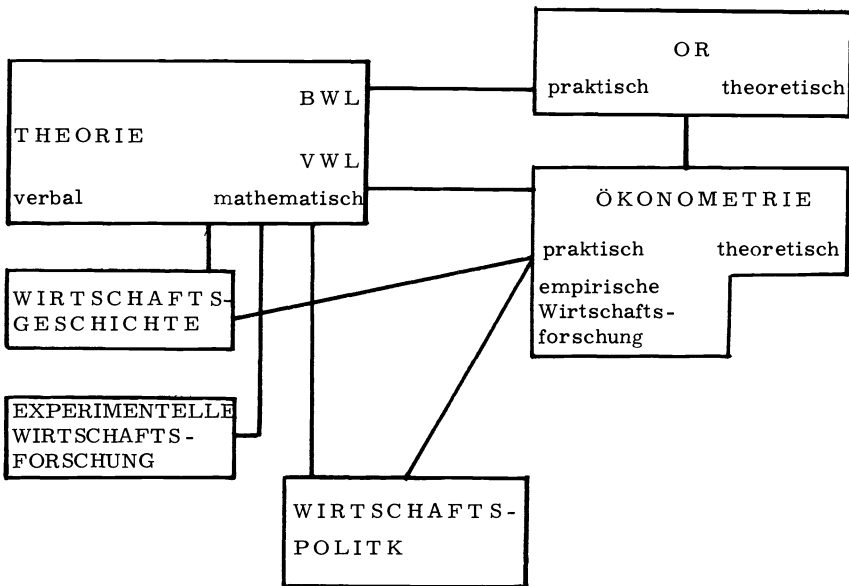 OR
praktisch theoretisch
BWL
THEORIE
VWL
verbal mathematisch
ÖKONOMETRIE
praktisch theoretisch
empirische
Wirtschafts-
forschung
WIRTSCHAFTS-
GESCHICHTE
EXPERIMENTELLE
WIRTSCHAFTS-
FORSCHUNG
WIRTSCHAFTS-
POLITK